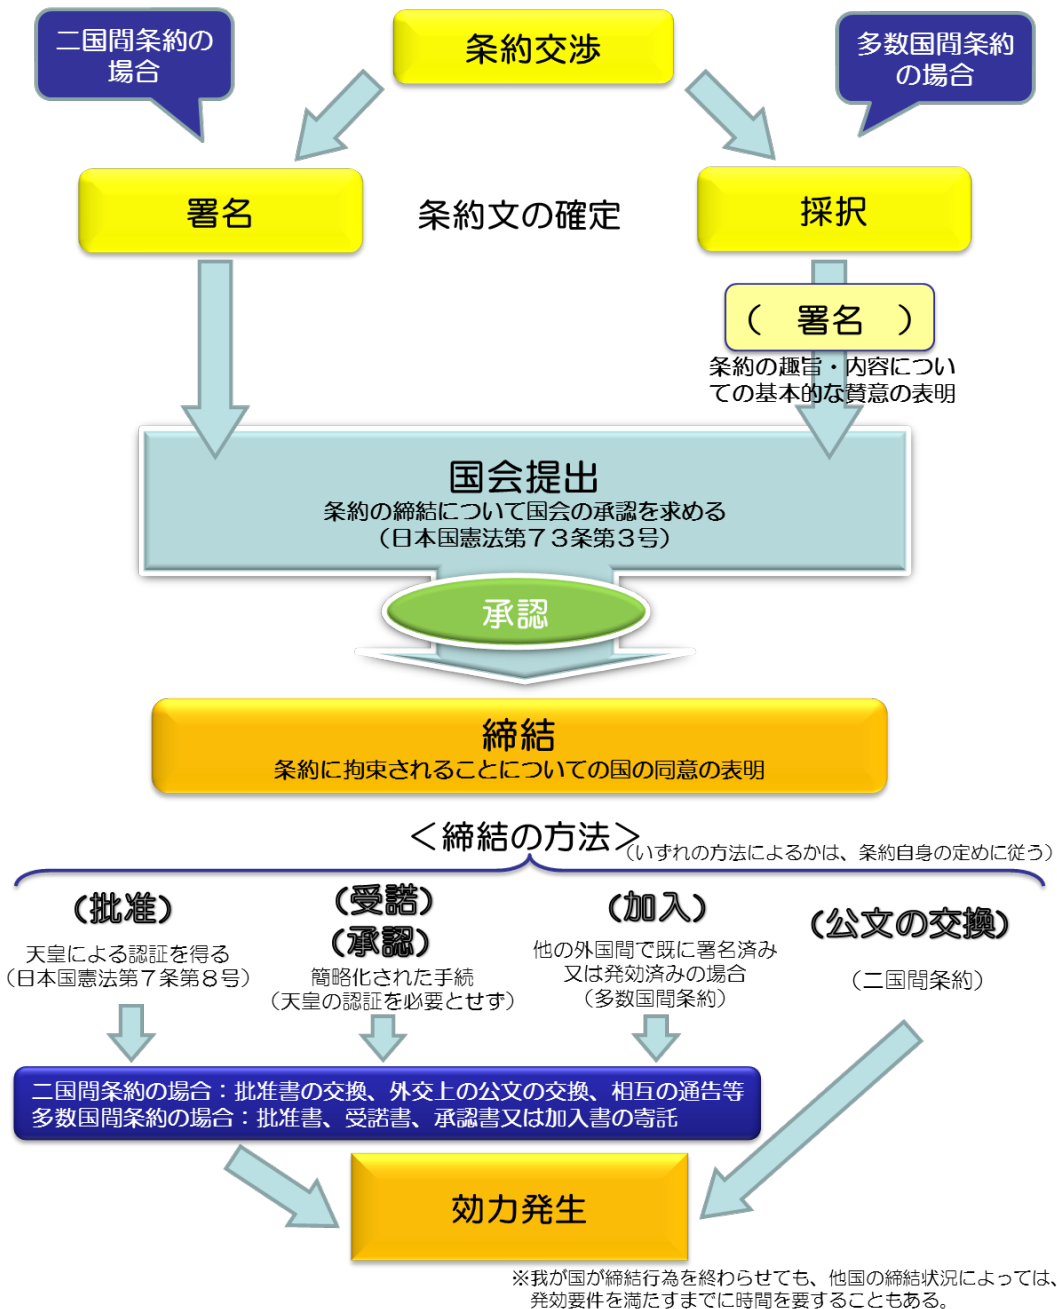 二国間条約の
場合
条約交渉
多数国間条約
の場合
署名
条約文の確定
採択
（　署名　）
条約の趣旨・内容につい
ての基本的な賛意の表明
国会提出
条約の締結について国会の承認を求める
（日本国憲法第７３条第３号）
承認
締結
条約に拘束されることについての国の同意の表明
＜締結の方法＞
（いずれの方法によるかは、条約自身の定めに従う）
（批准）
天皇による認証を得る
（日本国憲法第７条第８号）
（受諾）
（承認）
簡略化された手続
（天皇の認証を必要とせず）
（加入）
他の外国間で既に署名済み
又は発効済みの場合
（多数国間条約）
（公文の交換）
（二国間条約）
二国間条約の場合：批准書の交換、外交上の公文の交換、相互の通告等
多数国間条約の場合：批准書、受諾書、承認書又は加入書の寄託
効力発生
※我が国が締結行為を終わらせても、他国の締結状況によっては、
発効要件を満たすまでに時間を要することもある。